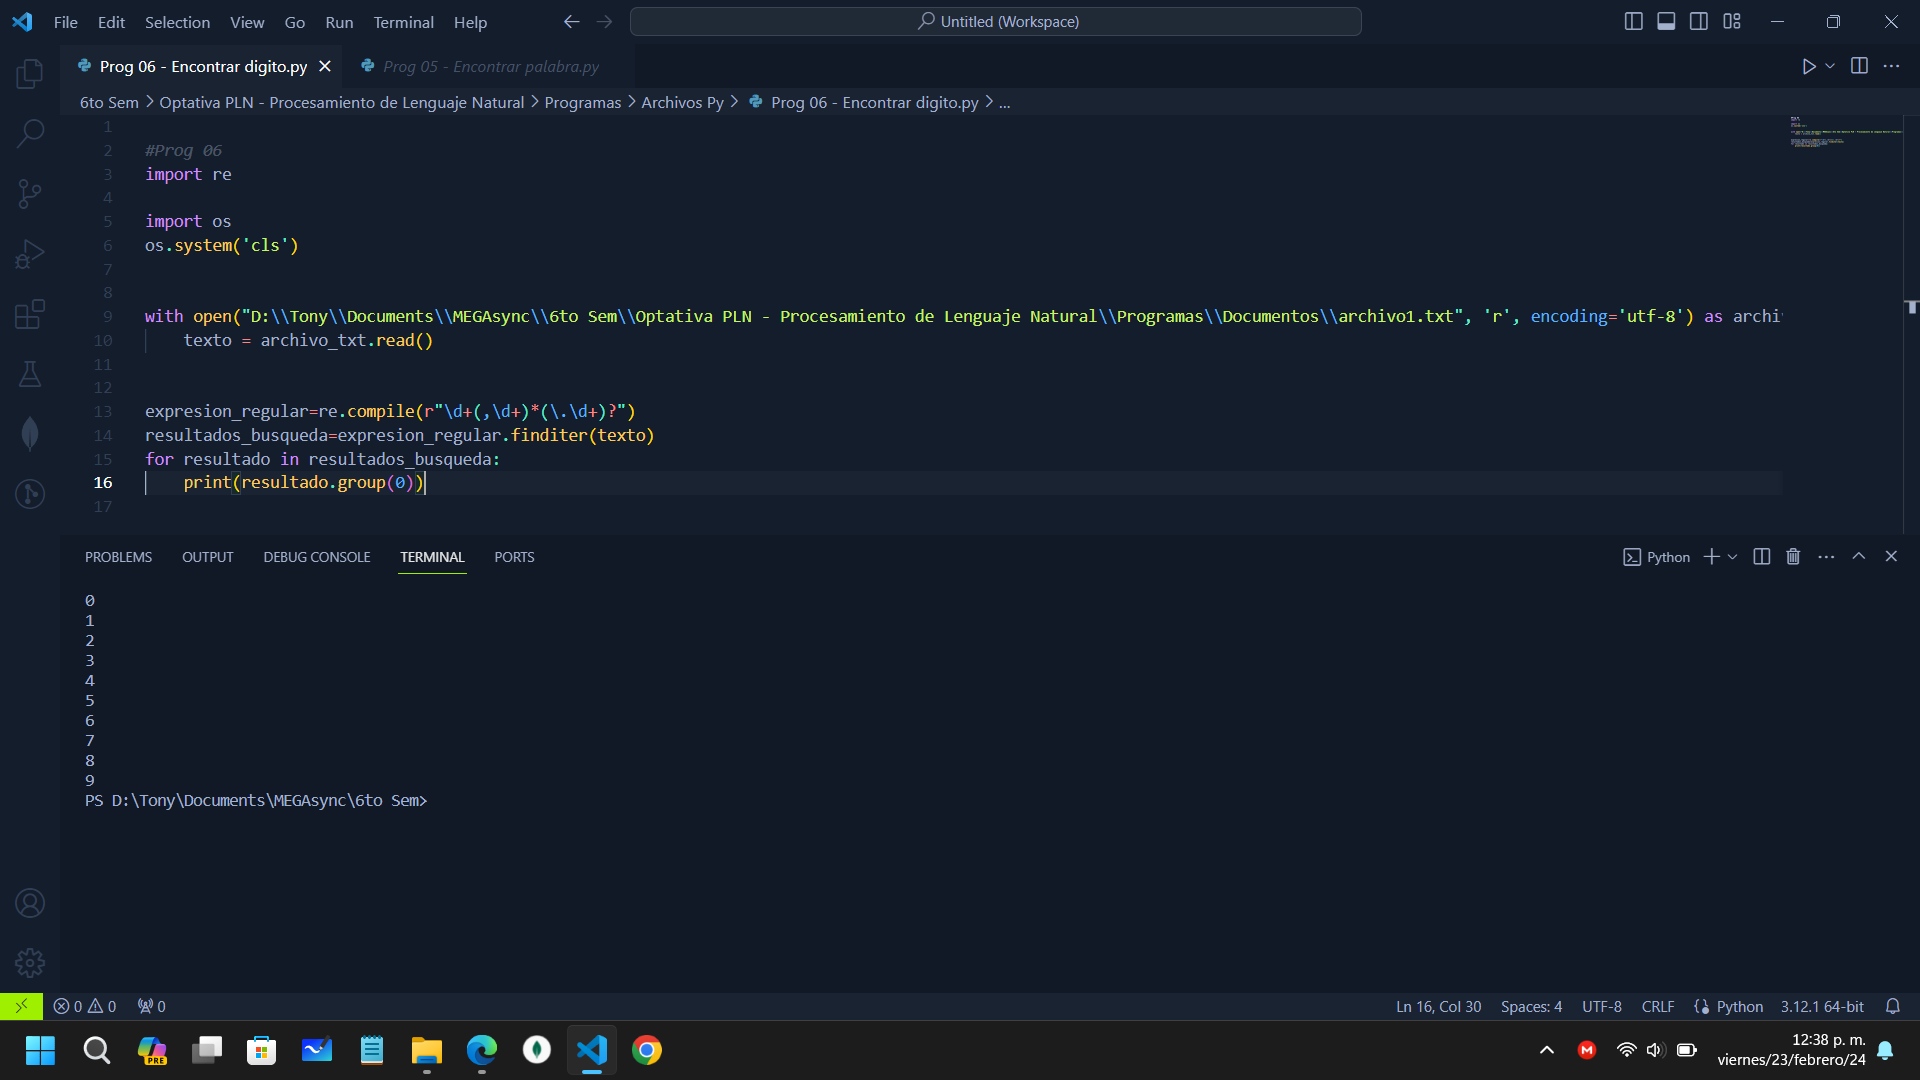 File Edit Selection View Go Run Terminal Help
Untitled (Workspace)
Prog 06 - Encontrar digito.py
Prog 05 - Encontrar palabra.py
6to Sem > Optativa PLN - Procesamiento de Lenguaje Natural > Programas > Archivos Py > Prog 06 - Encontrar digito.py > ...
1
2 #Prog 06
3 import re
4
5 import os
6 os.system('cls')
7
8
9 with open("D:\\Tony\\Documents\\MEGAsync\\6to Sem\\Optativa PLN - Procesamiento de Lenguaje Natural\\Programas\\Documentos\\archivo1.txt", 'r', encoding='utf-8') as archi
10 texto = archivo_txt.read()
11
12
13 expresion_regular=re.compile(r"\d+(,\d+)*(\.\d+)?")
14 resultados_busqueda=expresion_regular.finditer(texto)
15 for resultado in resultados_busqueda:
16 print(resultado.group(0))
17
PROBLEMS OUTPUT DEBUG CONSOLE TERMINAL PORTS
Python
0
1
2
3
4
5
6
7
8
9
PS D:\Tony\Documents\MEGAsync\6to Sem>
0 0 0
Ln 16, Col 30 Spaces: 4 UTF-8 CRLF Python 3.12.1 64-bit
PRE
M
12:38 p. m.
viernes/23/febrero/24